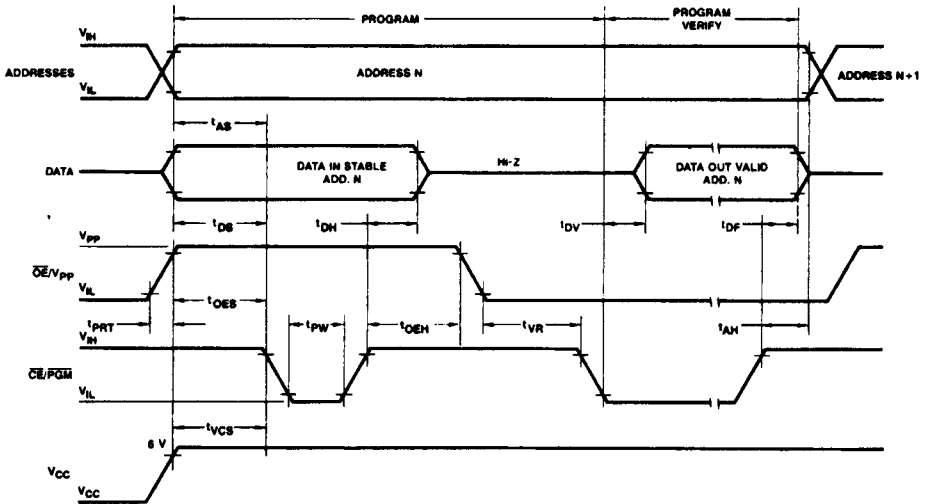 PROGRAM
PROGRAM
VERIFY
VIH
ADDRESSES
ADDRESS N
ADDRESS N+1
VIL
tAS
DATA
DATA IN STABLE
ADD. N
Hi-Z
DATA OUT VALID
ADD. N
tDS
tDH
tDV
tDF
VPP
OE/VPP
VIL
tOES
tPRT
tPW
tOEH
tVR
tAH
VIH
CE/PGM
VIL
tVCS
6 V
VCC
VCC